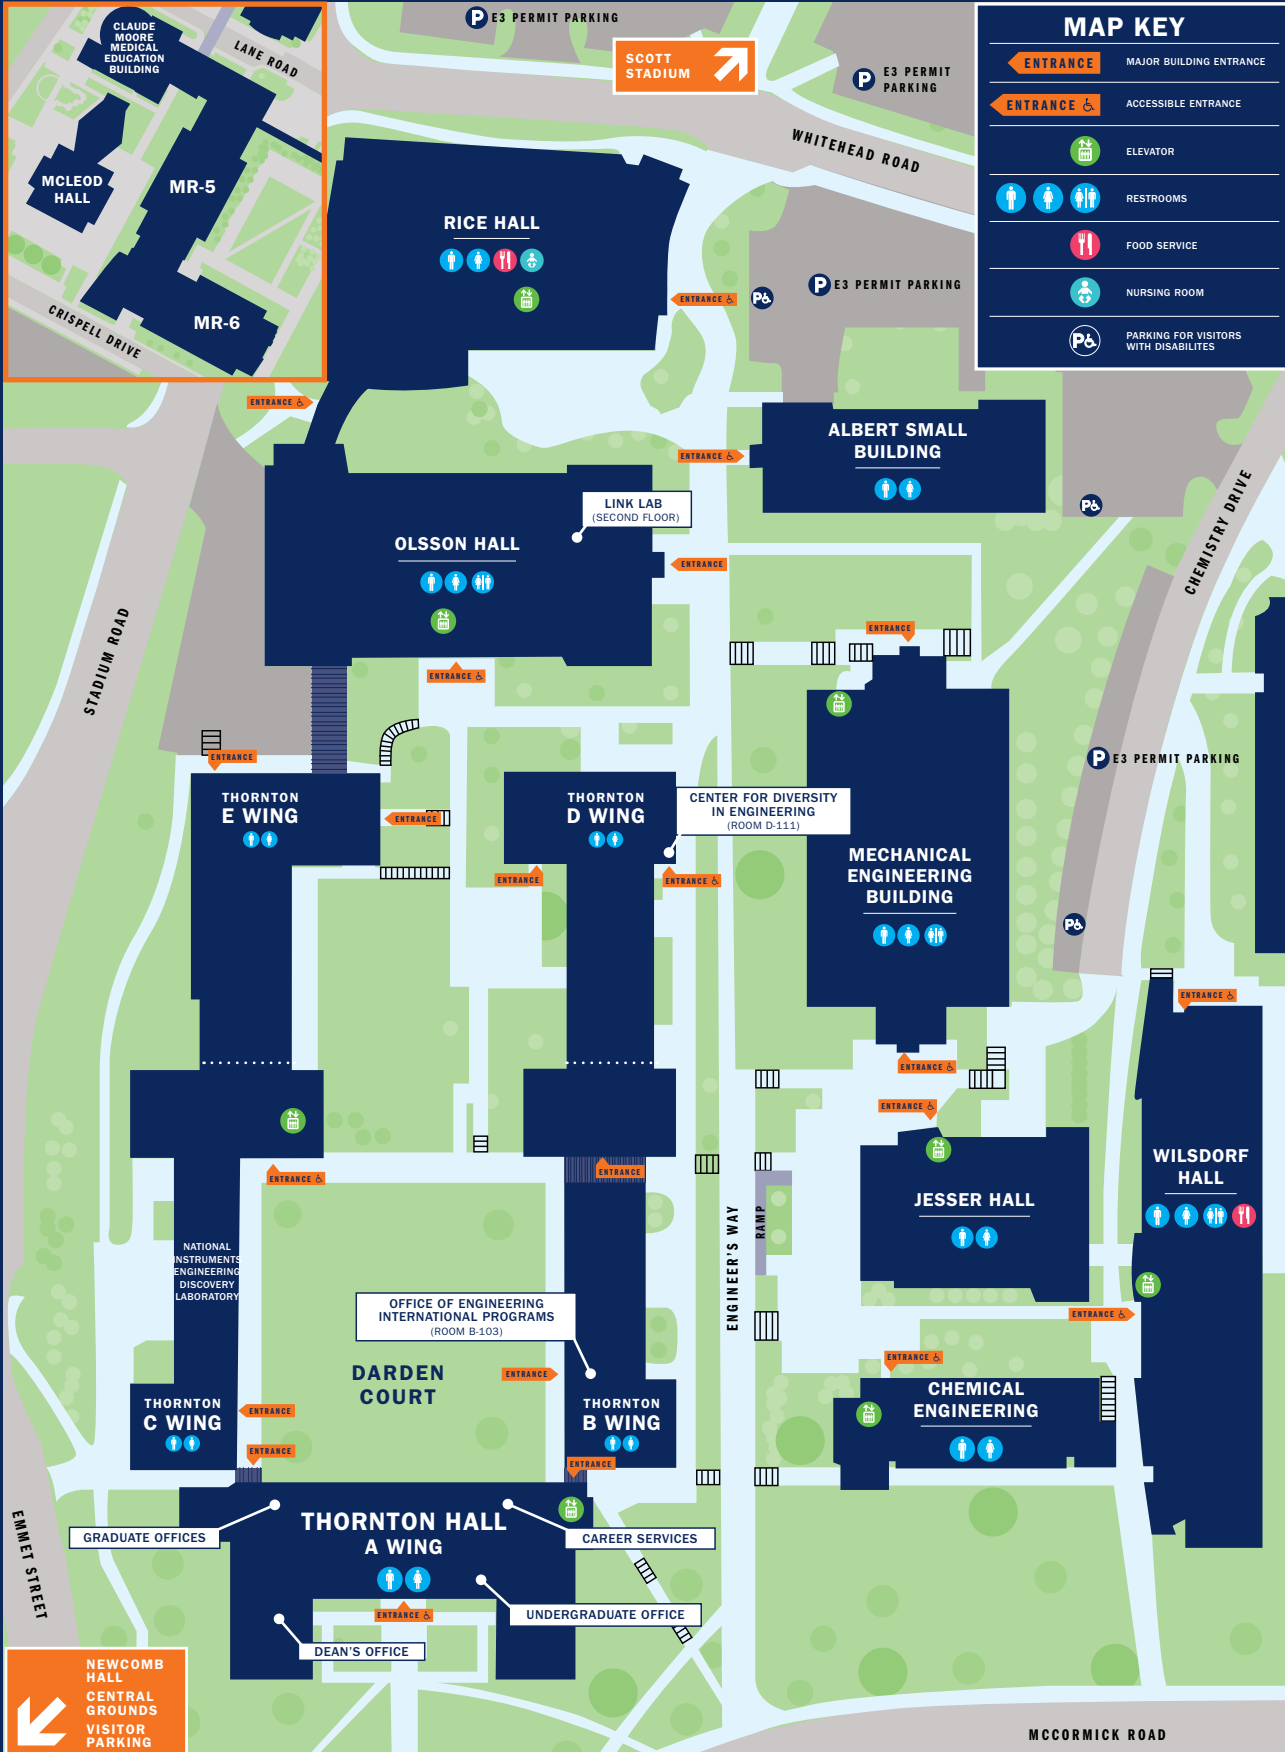 CLAUDE
MOORE
MEDICAL
EDUCATION
BUILDING
LANE ROAD
MCLEOD
HALL
MR-5
MR-6
CRISPELL DRIVE
P E3 PERMIT PARKING
SCOTT
STADIUM
P E3 PERMIT
PARKING
WHITEHEAD ROAD
MAP KEY
ENTRANCE MAJOR BUILDING ENTRANCE
ENTRANCE ACCESSIBLE ENTRANCE
ELEVATOR
RESTROOMS
FOOD SERVICE
NURSING ROOM
P PARKING FOR VISITORS
WITH DISABILITES
RICE HALL
ENTRANCE
P
P E3 PERMIT PARKING
ENTRANCE
ALBERT SMALL
BUILDING
ENTRANCE
P
CHEMISTRY DRIVE
LINK LAB
(SECOND FLOOR)
OLSSON HALL
ENTRANCE
ENTRANCE
STADIUM ROAD
ENTRANCE
ENTRANCE
THORNTON
E WING
ENTRANCE
THORNTON
D WING
CENTER FOR DIVERSITY
IN ENGINEERING
(ROOM D-111)
ENTRANCE
ENTRANCE
P E3 PERMIT PARKING
MECHANICAL
ENGINEERING
BUILDING
P
ENTRANCE
ENTRANCE
ENTRANCE
WILSDORF
HALL
JESSER HALL
ENTRANCE
ENTRANCE
ENGINEER'S WAY
RAMP
NATIONAL
INSTRUMENTS
ENGINEERING
DISCOVERY
LABORATORY
OFFICE OF ENGINEERING
INTERNATIONAL PROGRAMS
(ROOM B-103)
DARDEN
COURT
ENTRANCE
ENTRANCE
ENTRANCE
CHEMICAL
ENGINEERING
THORNTON
C WING
ENTRANCE
ENTRANCE
THORNTON
B WING
ENTRANCE
THORNTON HALL
A WING
GRADUATE OFFICES
CAREER SERVICES
UNDERGRADUATE OFFICE
ENTRANCE
DEAN'S OFFICE
EMMET STREET
NEWCOMB
HALL
CENTRAL
GROUNDS
VISITOR
PARKING
MCCORMICK ROAD